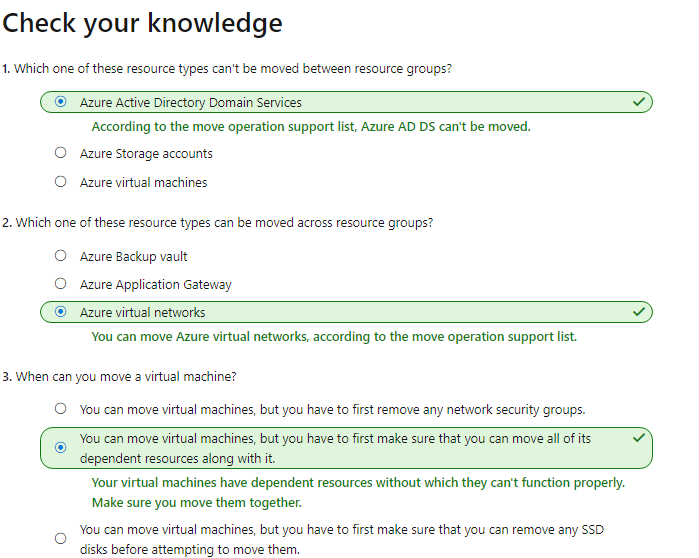 Check your knowledge
1. Which one of these resource types can't be moved between resource groups?
Azure Active Directory Domain Services
According to the move operation support list, Azure AD DS can't be moved.
Azure Storage accounts
Azure virtual machines
2. Which one of these resource types can be moved across resource groups?
Azure Backup vault
Azure Application Gateway
Azure virtual networks
You can move Azure virtual networks, according to the move operation support list.
3. When can you move a virtual machine?
You can move virtual machines, but you have to first remove any network security groups.
You can move virtual machines, but you have to first make sure that you can move all of its
dependent resources along with it.
Your virtual machines have dependent resources without which they can't function properly.
Make sure you move them together.
You can move virtual machines, but you have to first make sure that you can remove any SSD
disks before attempting to move them.